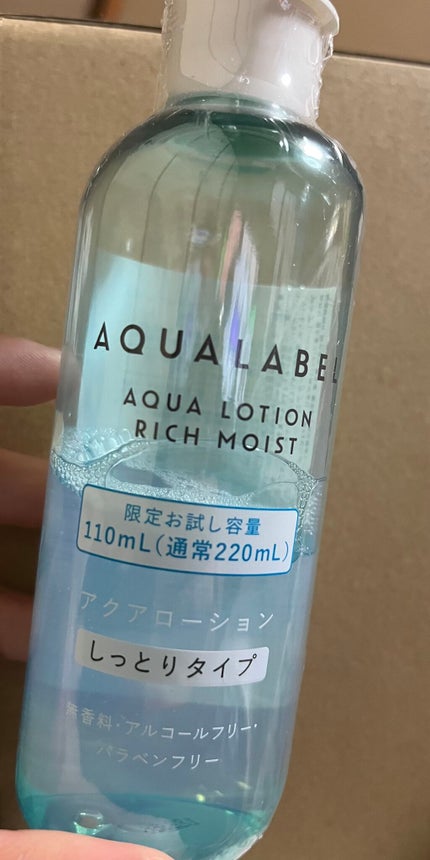 AQUALABEL
AQUA LOTION
RICH MOIST
限定お試し容量
110mL(通常220mL)
アクアローション
しっとりタイプ
無香料・アルコールフリー・
パラベンフリー